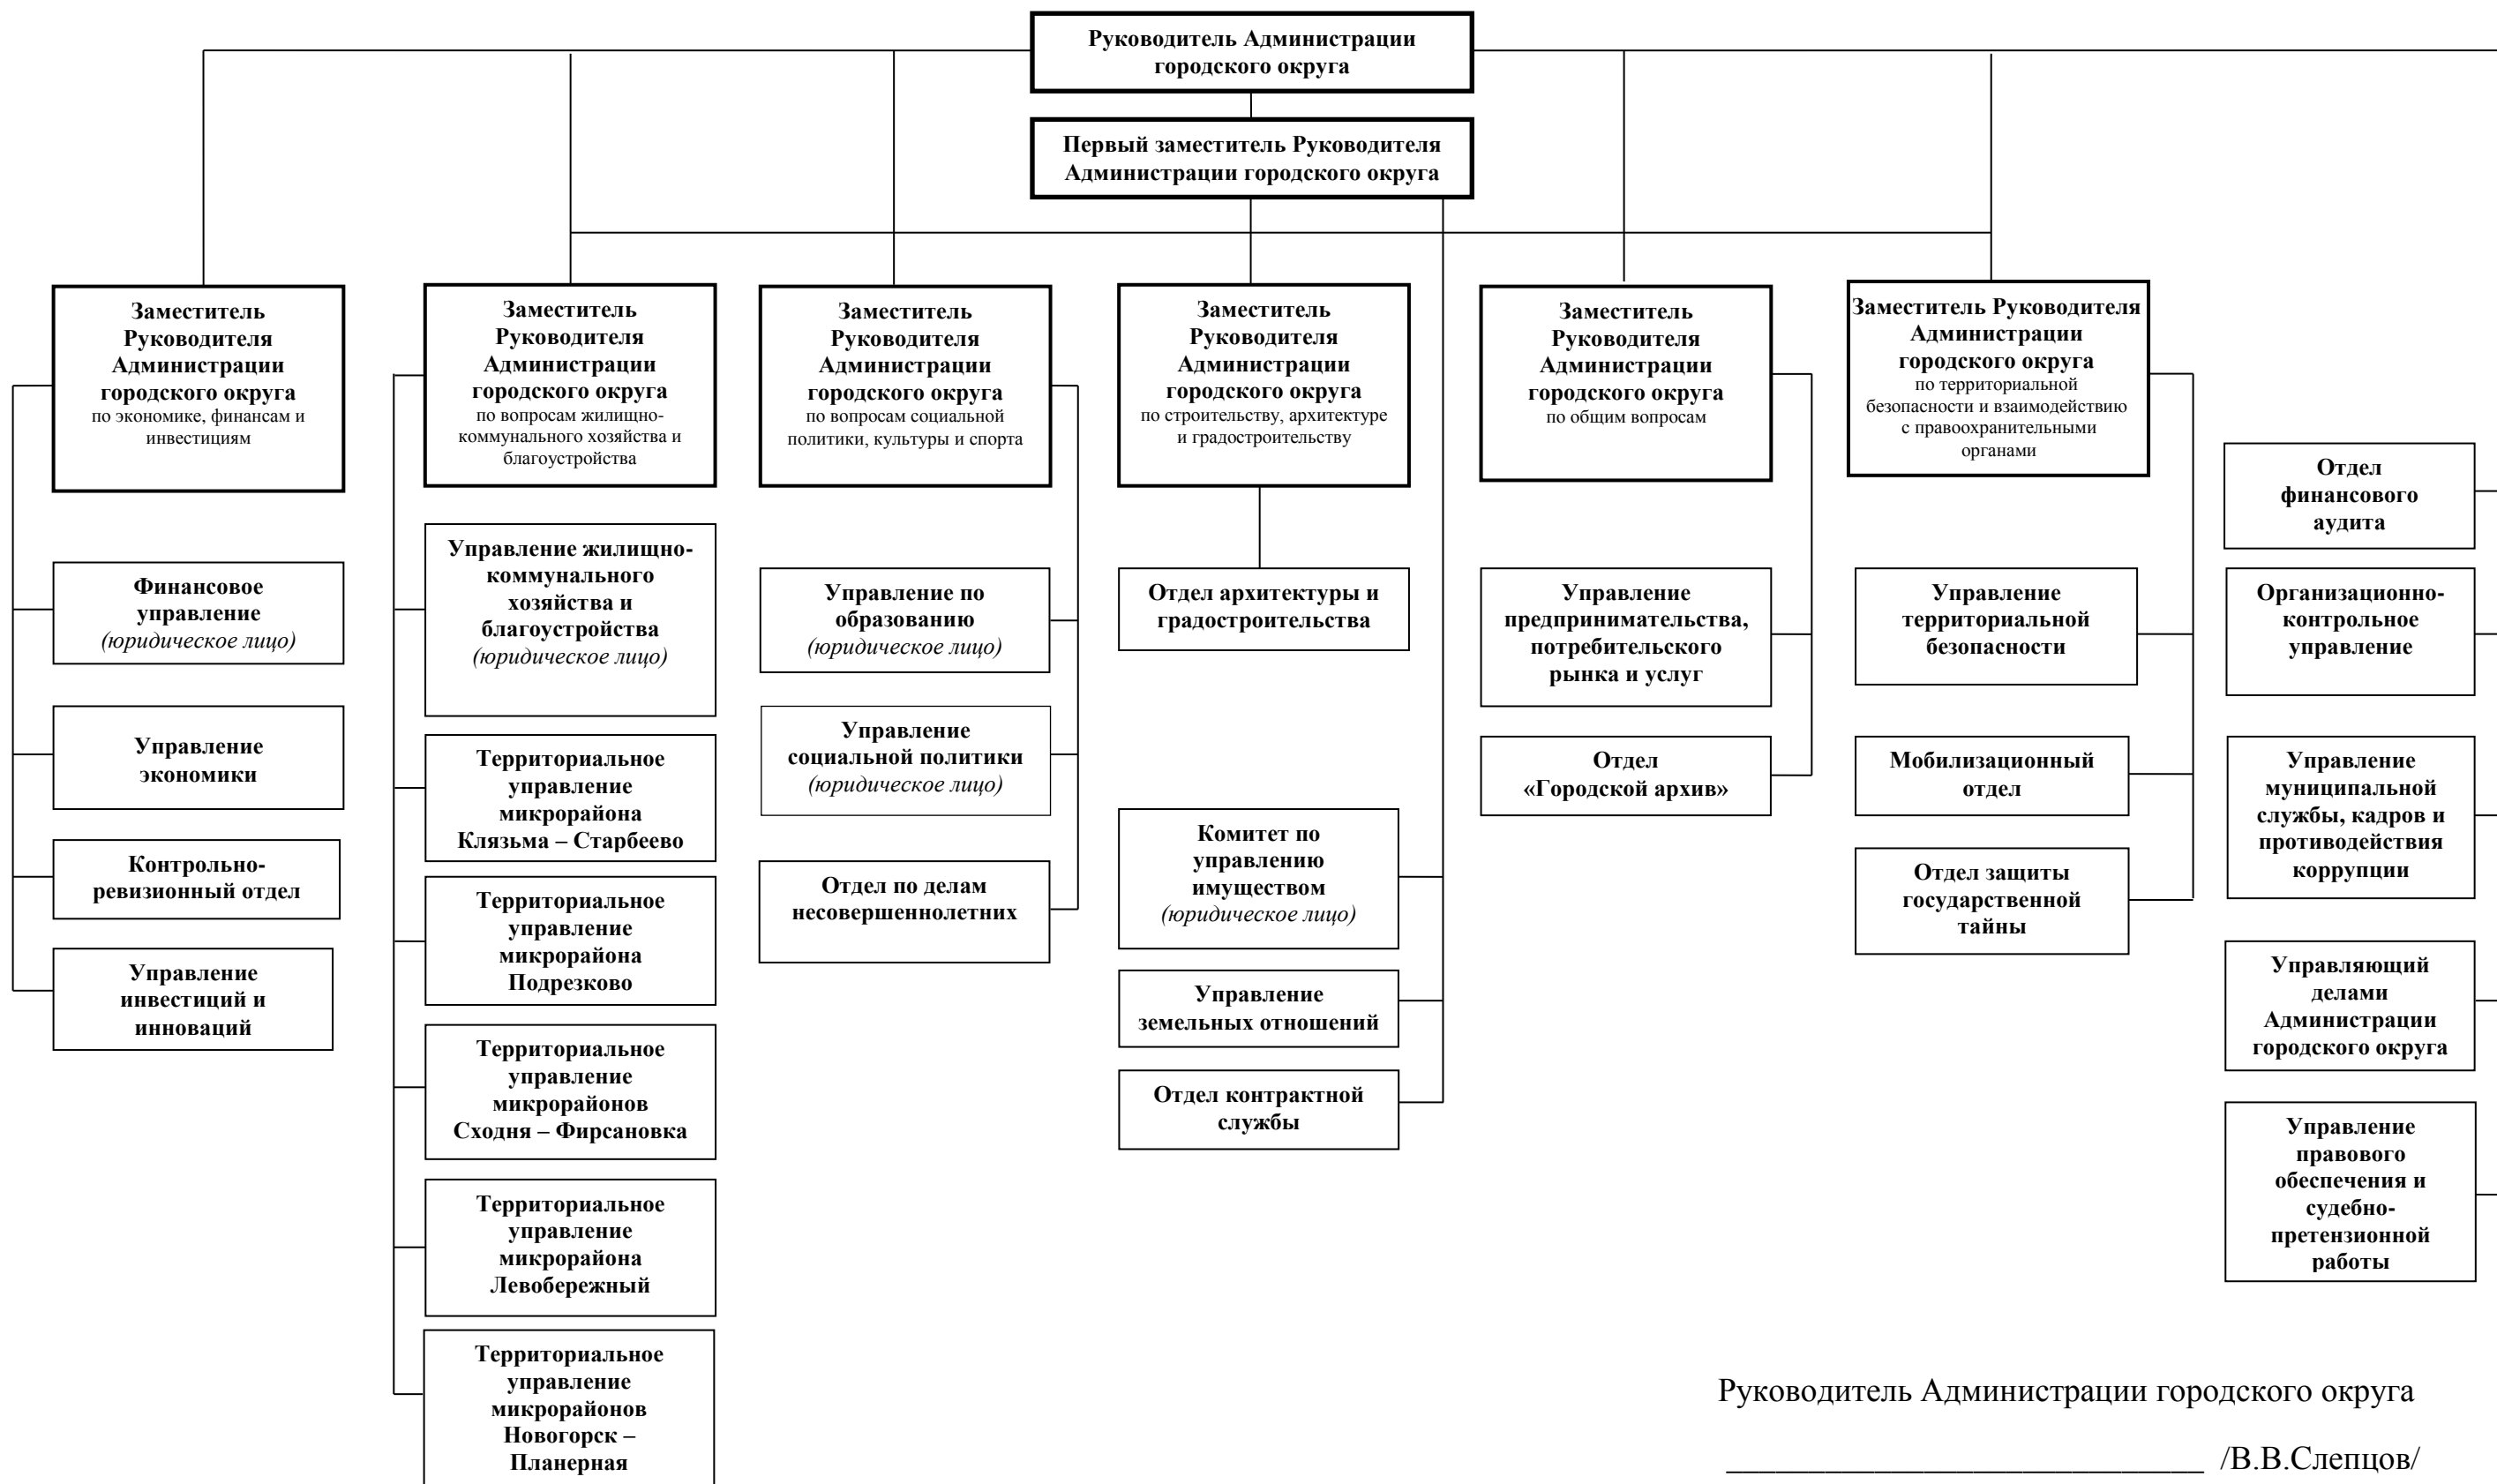 Руководитель Администрации
городского округа
Первый заместитель Руководителя
Администрации городского округа
Заместитель
Руководителя
Администрации
городского округа
по экономике, финансам и
инвестициям
Финансовое
управление
(юридическое лицо)
Управление
экономики
Контрольно-
ревизионный отдел
Управление
инвестиций и
инноваций
Заместитель
Руководителя
Администрации
городского округа
по вопросам жилищно-
коммунального хозяйства и
благоустройства
Управление жилищно-
коммунального
хозяйства и
благоустройства
(юридическое лицо)
Территориальное
управление
микрорайона
Клязьма – Старбеево
Территориальное
управление
микрорайона
Подрезково
Территориальное
управление
микрорайонов
Сходня – Фирсановка
Территориальное
управление
микрорайона
Левобережный
Территориальное
управление
микрорайонов
Новогорск –
Планерная
Заместитель
Руководителя
Администрации
городского округа
по вопросам социальной
политики, культуры и спорта
Управление по
образованию
(юридическое лицо)
Управление
социальной политики
(юридическое лицо)
Отдел по делам
несовершеннолетних
Заместитель
Руководителя
Администрации
городского округа
по строительству, архитектуре
и градостроительству
Отдел архитектуры и
градостроительства
Комитет по
управлению
имуществом
(юридическое лицо)
Управление
земельных отношений
Отдел контрактной
службы
Заместитель
Руководителя
Администрации
городского округа
по общим вопросам
Управление
предпринимательства,
потребительского
рынка и услуг
Отдел
«Городской архив»
Заместитель Руководителя
Администрации
городского округа
по территориальной
безопасности и взаимодействию
с правоохранительными
органами
Управление
территориальной
безопасности
Мобилизационный
отдел
Отдел защиты
государственной
тайны
Отдел
финансового
аудита
Организационно-
контрольное
управление
Управление
муниципальной
службы, кадров и
противодействия
коррупции
Управляющий
делами
Администрации
городского округа
Управление
правового
обеспечения и
судебно-
претензионной
работы
Руководитель Администрации городского округа
_____________________________ /В.В.Слепцов/